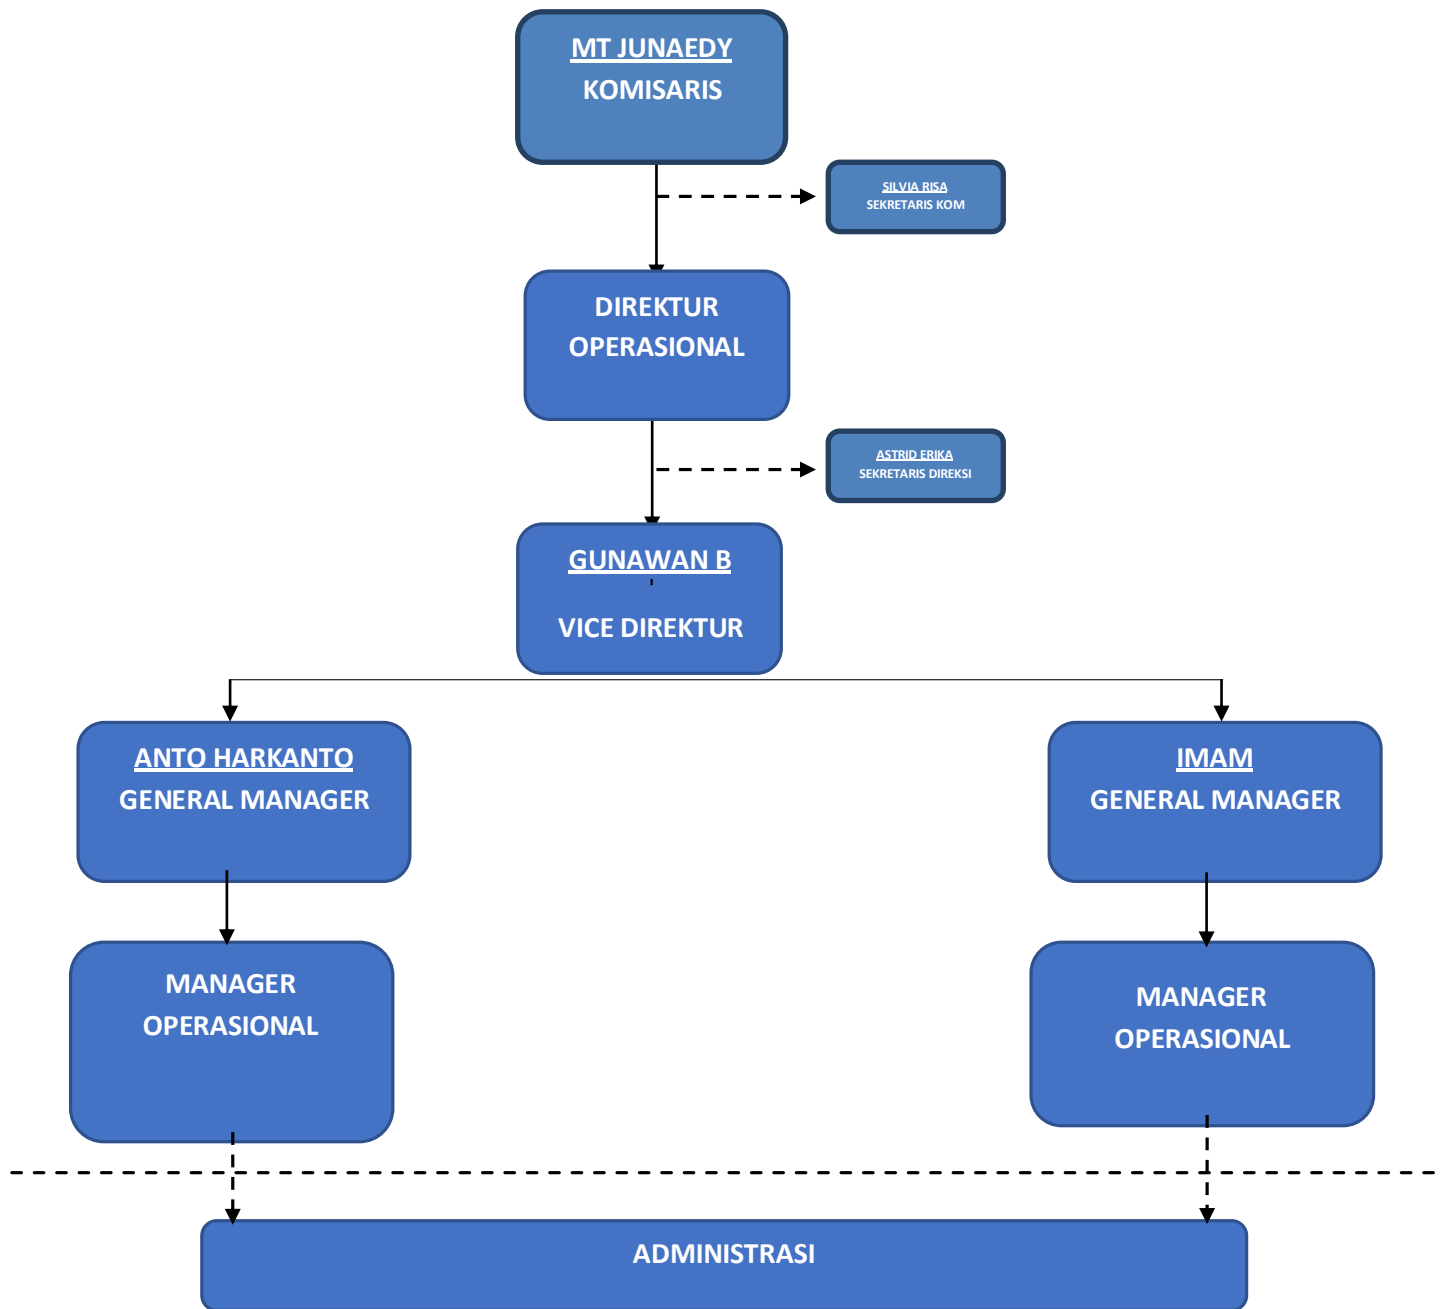 MT JUNAEDY
KOMISARIS
SILVIA RISA
SEKRETARIS KOM
DIREKTUR
OPERASIONAL
ASTRID ERIKA
SEKRETARIS DIREKSI
GUNAWAN B
VICE DIREKTUR
ANTO HARKANTO
GENERAL MANAGER
IMAM
GENERAL MANAGER
MANAGER
OPERASIONAL
MANAGER
OPERASIONAL
ADMINISTRASI